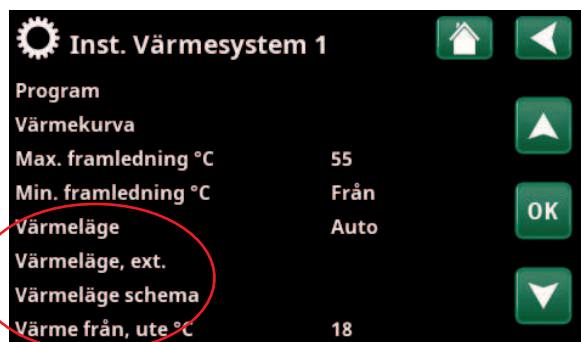 Inst. Värmesystem 1
Program
Värmekurva
Max. framledning °C 55
Min. framledning °C Från
Värmeläge Auto
Värmeläge, ext.
Värmeläge schema
Värme från, ute °C 18
OK